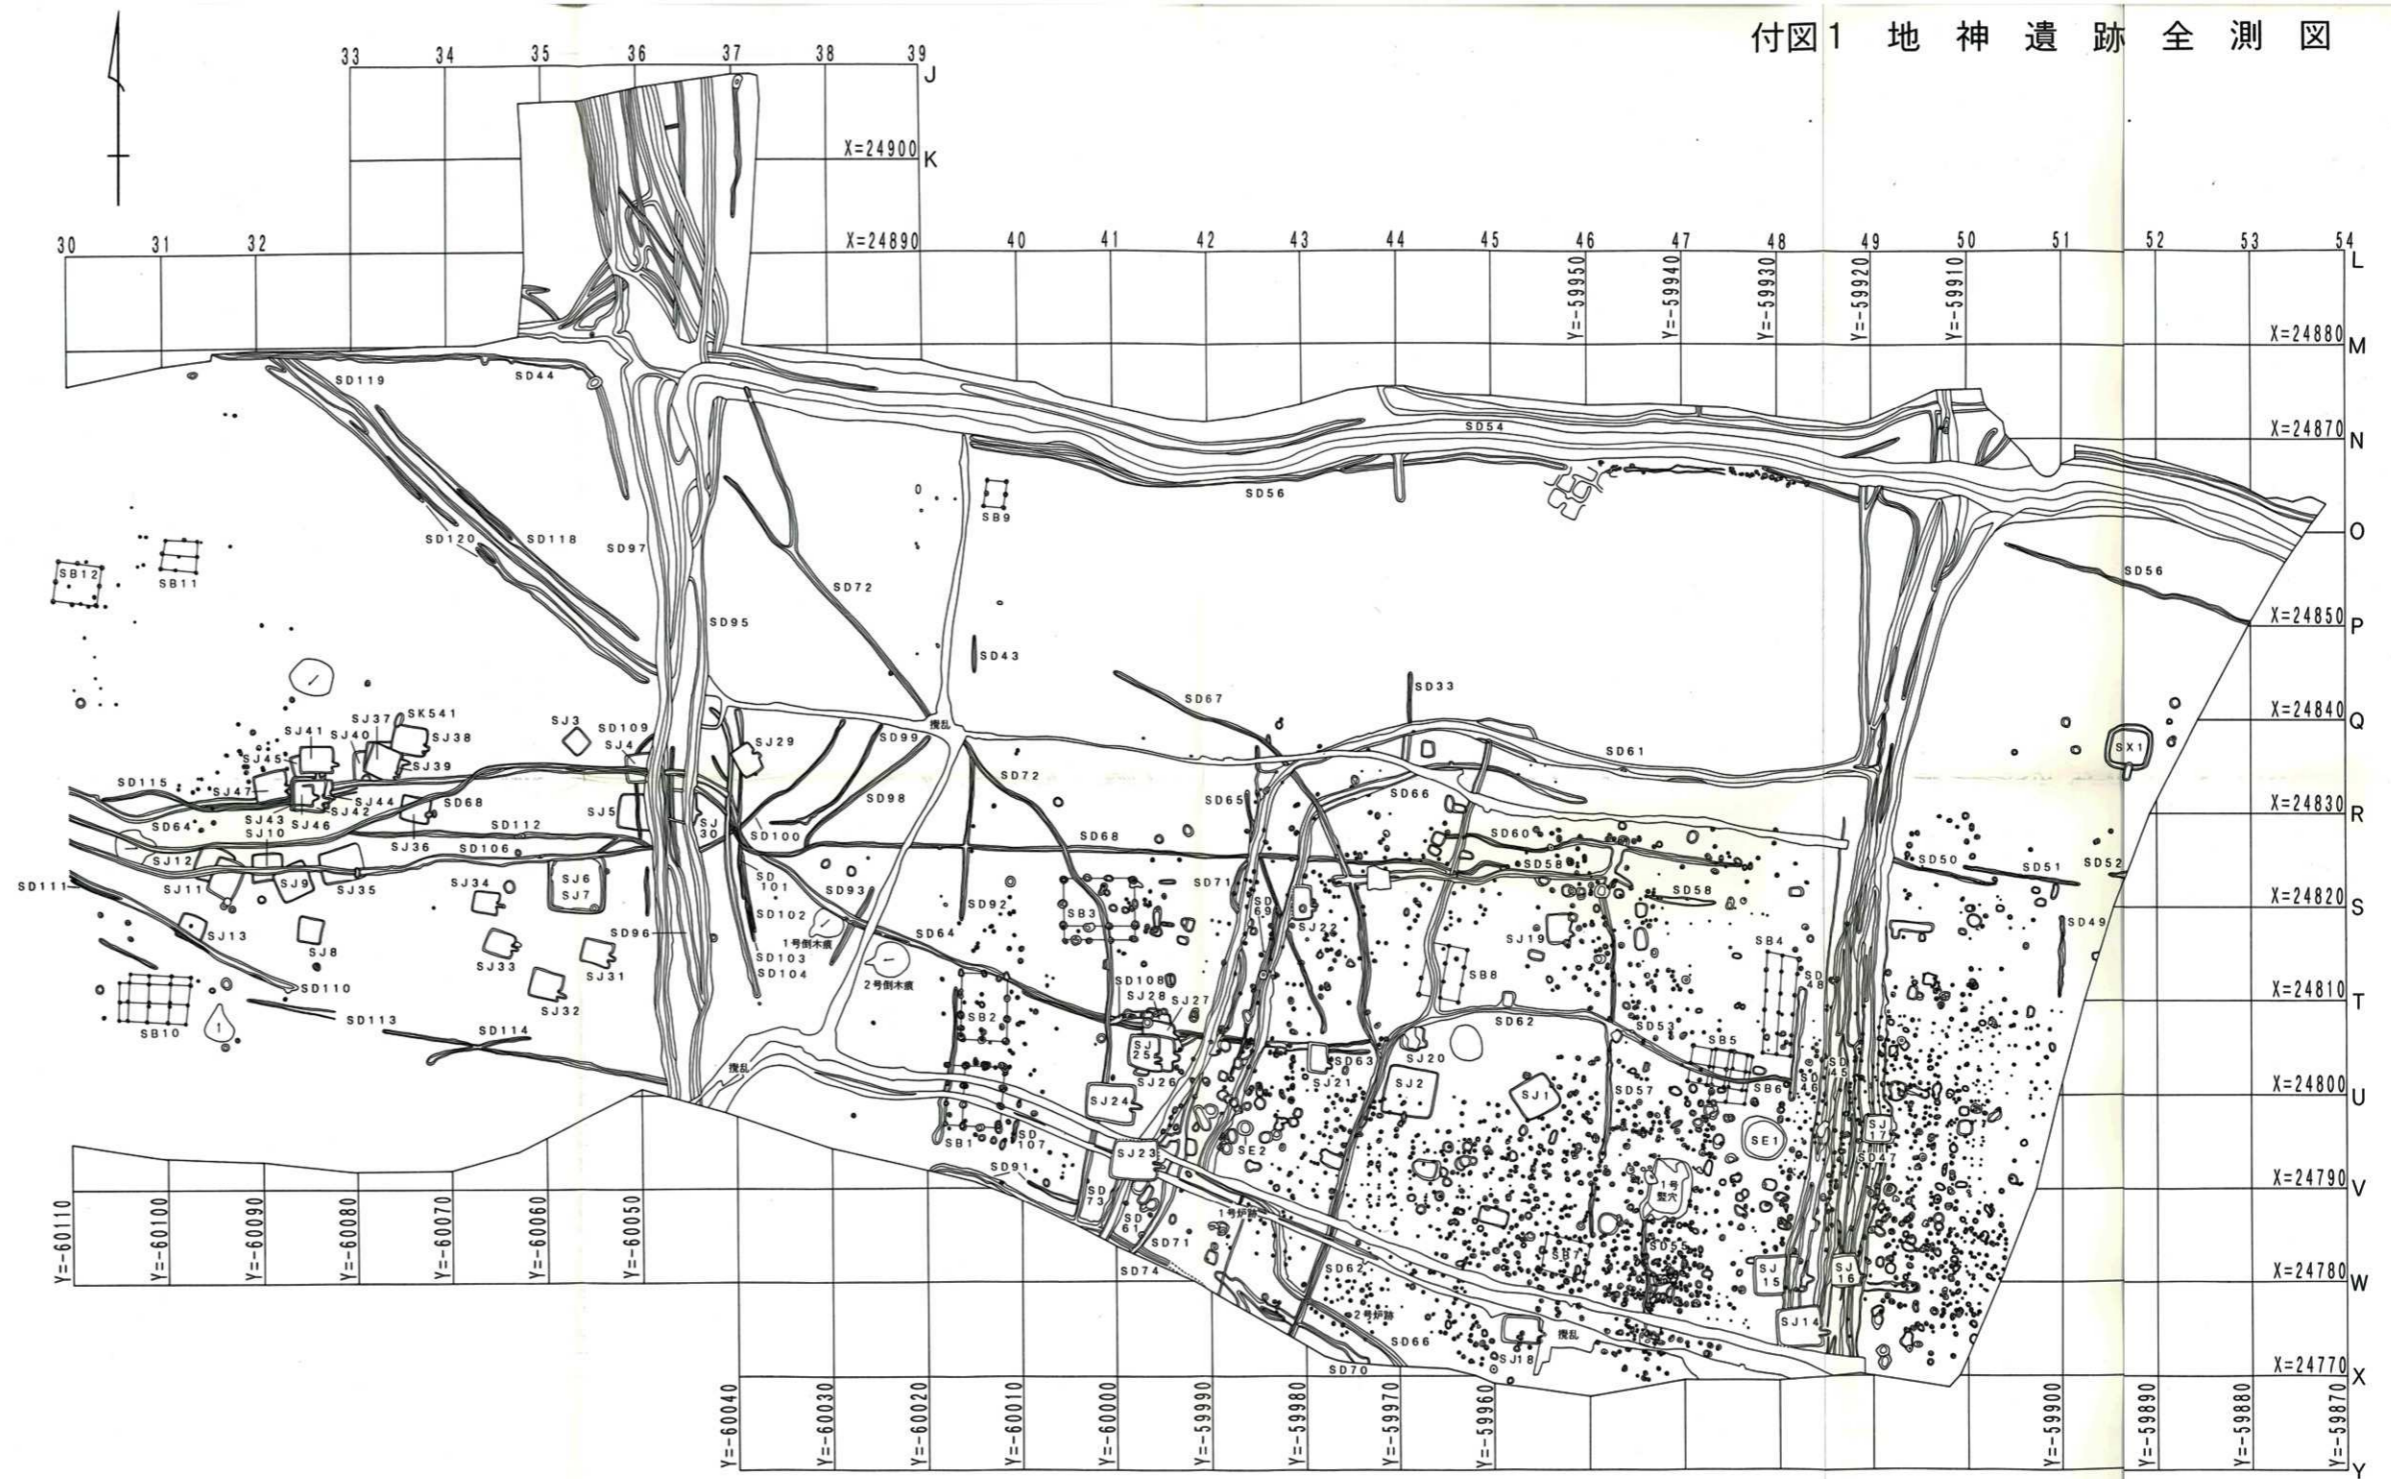 付図1 地神遺跡全測図
33 34 35 36 37 38 39
J
X=24900 K
30 31 32 X=24890 40 41 42 43 44 45 46 47 48 49 50 51 52 53 54
L
Y=-59950 Y=-59940 Y=-59930 Y=-59920 Y=-59910
X=24880 M
SD119 SD44
SD54 X=24870 N
SD56
SB9
SD120 SD118 SD97 O
SB12 SB11 SD72 SD56
SD95 X=24850 P
SD43
SD67 SD33
SJ41 SJ40 SJ37 SK541 SJ3 SD109 攪乱 X=24840 Q
SJ38 SJ4 SD99 SJ29 SD61 SX1
SJ45 SJ39
SD115 SJ47 SJ44 SD72
SJ42 SD68 SJ5 SD98 SD65 SD66 X=24830 R
SJ43 SJ46
SD64 SJ10 SD112 SJ30 SD100 SD68 SD60
SJ12 SJ36 SD106
SJ11 SJ9 SJ35 SJ34 SJ6 SD101 SD93 SD71 SD58 SD50 SD51 SD52
SD111 SJ7 SD58
SD92 SB3 SD69 X=24820 S
SD102 SD49
SJ13 SJ8 SD96 1号倒木痕 SD64 SJ22 SJ19 SB4
SJ33 SJ31 SD103
SD104 2号倒木痕 SD108 SB8 SD48
SD110 SJ32 SJ28 SJ27 X=24810 T
SB10 SD113 SD114 SB2 SD62 SD53
SJ25 SB5
攪乱 SJ26 SJ21 SD63 SJ20 SD45
SJ24 SJ2 SJ1 SD57 SB6 SD46 X=24800 U
SB1 SD107 SE2 SE1 SJ17
SJ23 SD47
SD91 SD73 1号竪穴 X=24790 V
SD61 1号炉跡
SD71 SB7 SD55
SD74 SD62 SJ15 SJ16 X=24780 W
2号炉跡 SJ14
SD66 SJ18 攪乱
SD70 X=24770 X
Y=-60110 Y=-60100 Y=-60090 Y=-60080 Y=-60070 Y=-60060 Y=-60050
Y=-60040 Y=-60030 Y=-60020 Y=-60010 Y=-60000 Y=-59990 Y=-59980 Y=-59970 Y=-59960 Y=-59900 Y=-59890 Y=-59880 Y=-59870
Y